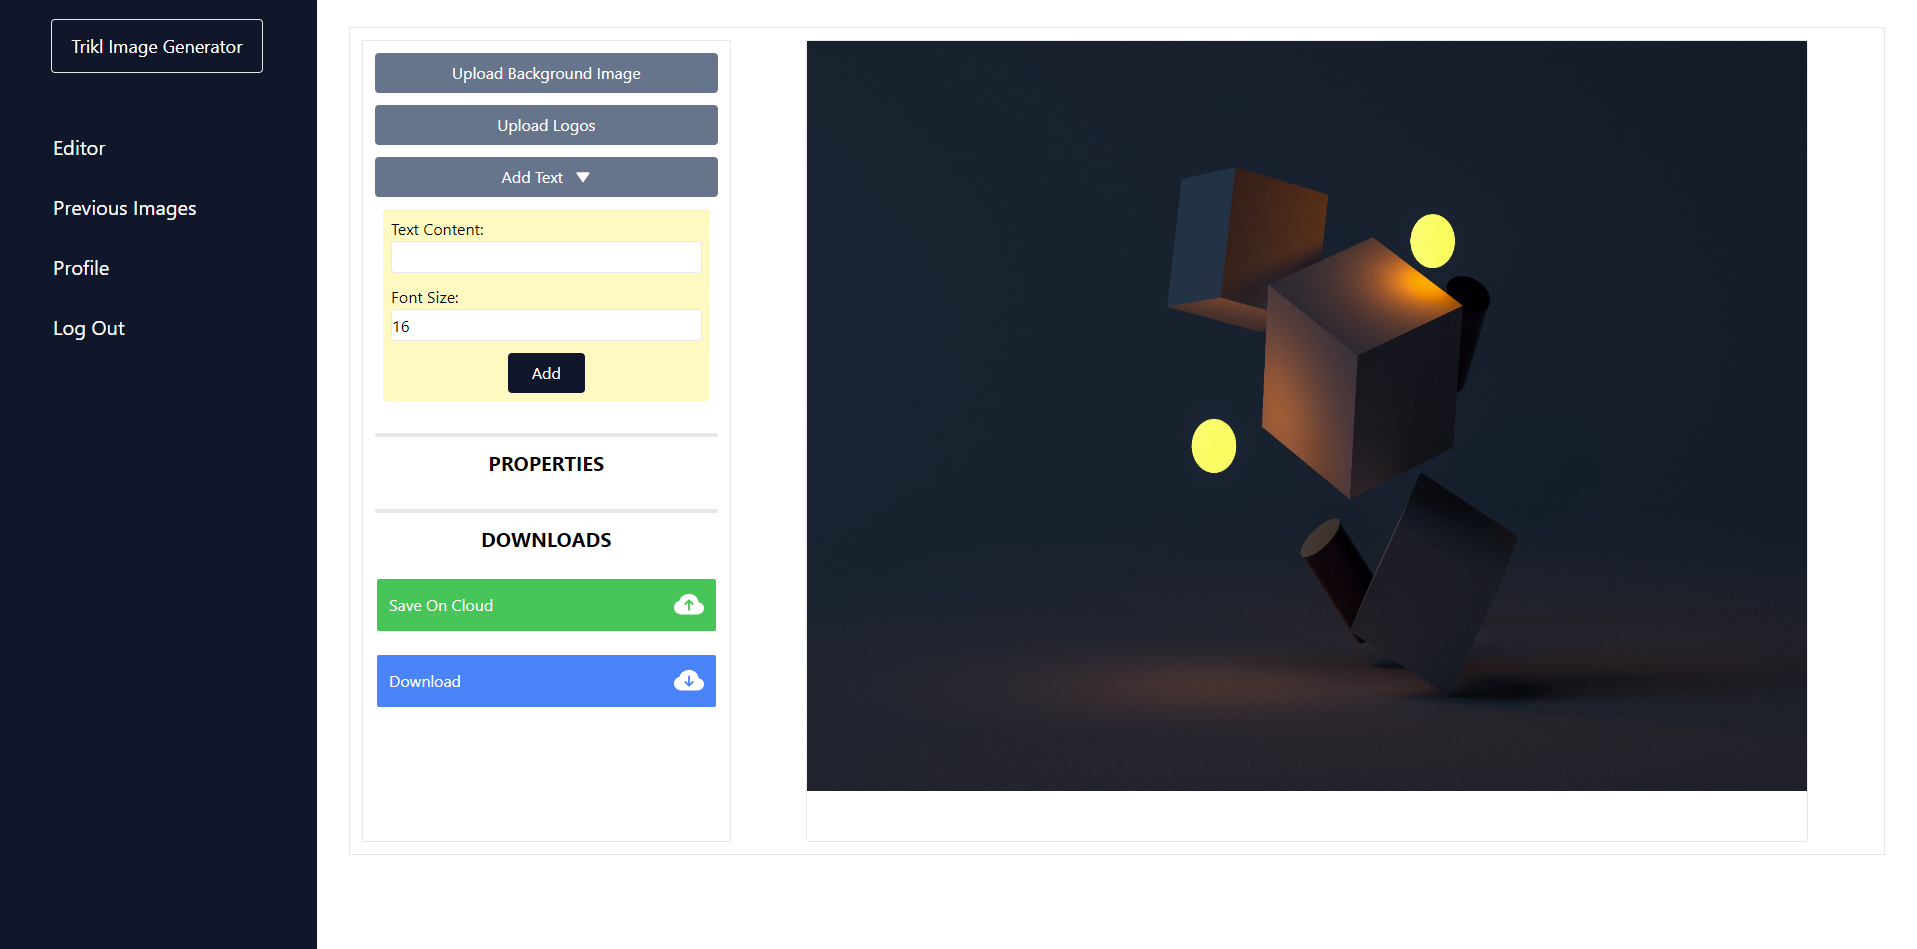 Trikl Image Generator
Editor
Previous Images
Profile
Log Out
Upload Background Image
Upload Logos
Add Text
Text Content:
Font Size:
16
Add
PROPERTIES
DOWNLOADS
Save On Cloud
Download